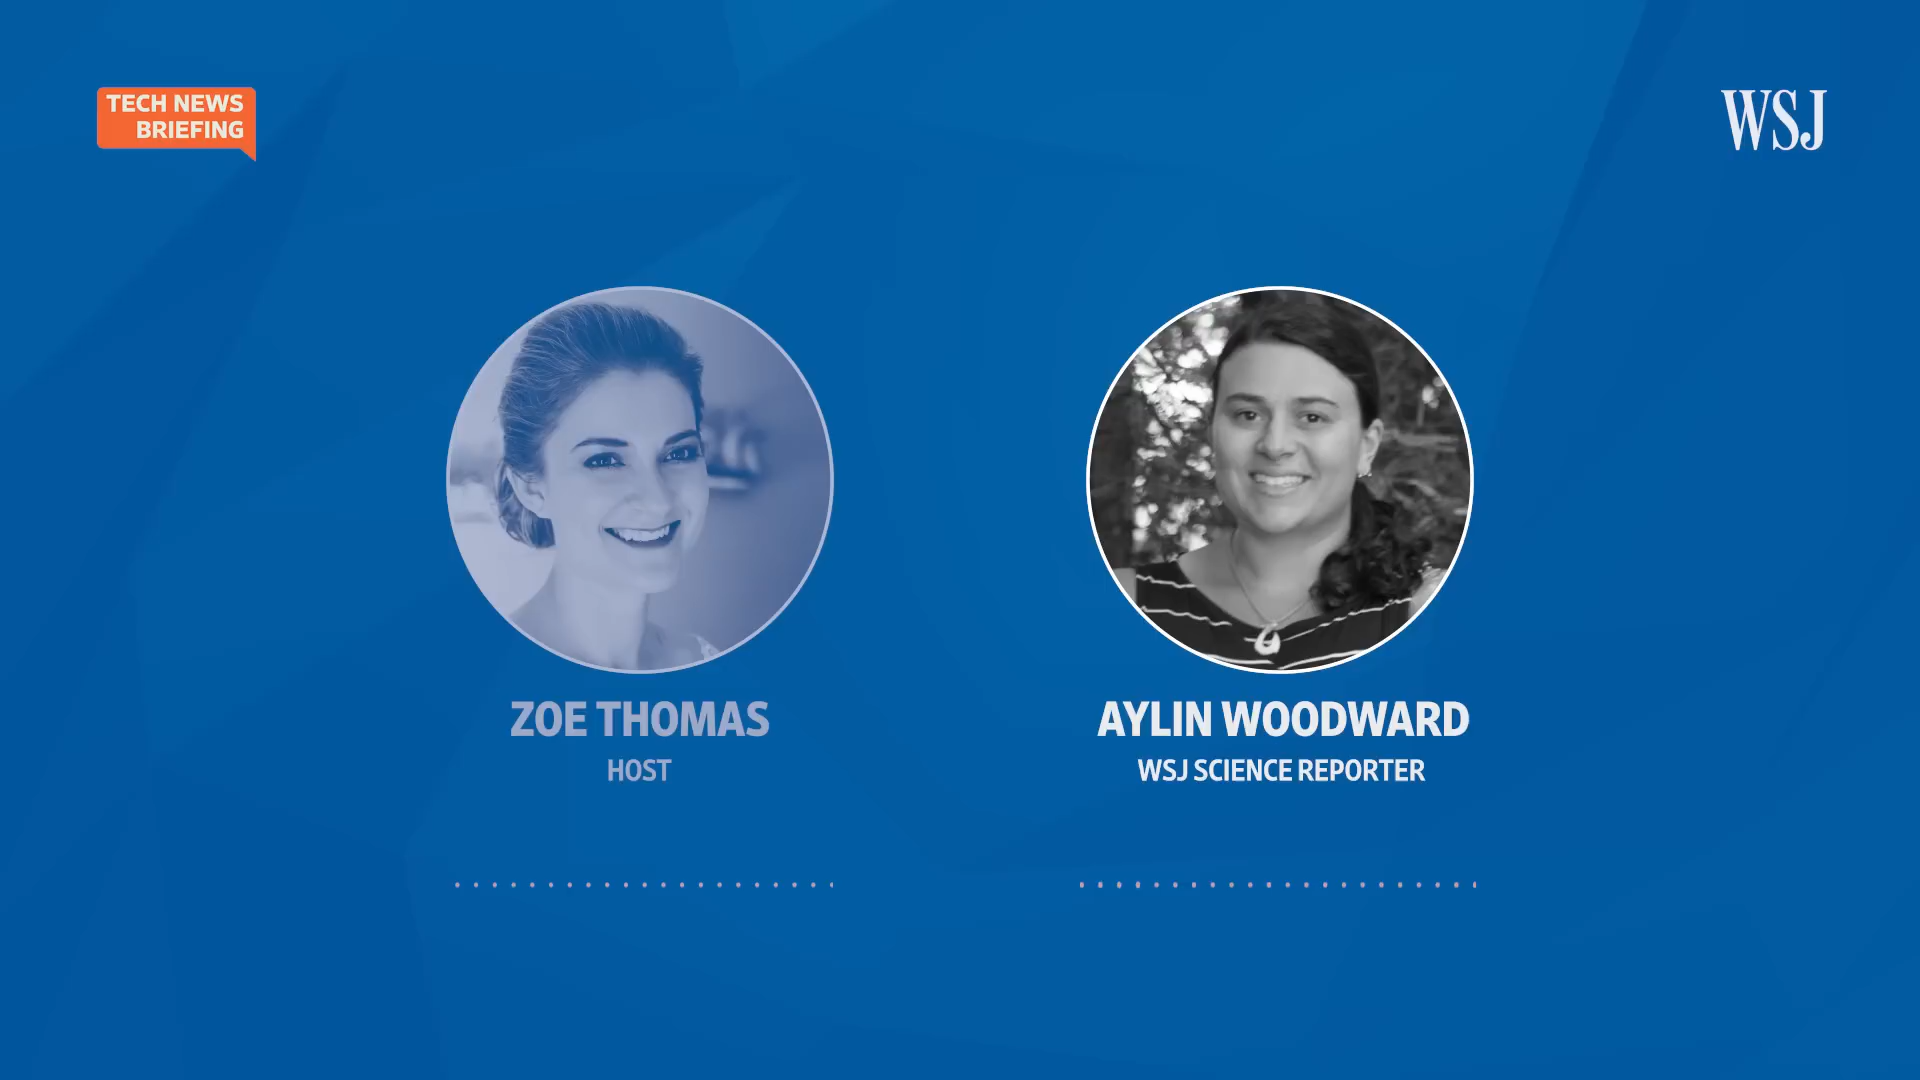 TECH NEWS
BRIEFING
WSJ
ZOE THOMAS
HOST
AYLIN WOODWARD
WSJ SCIENCE REPORTER